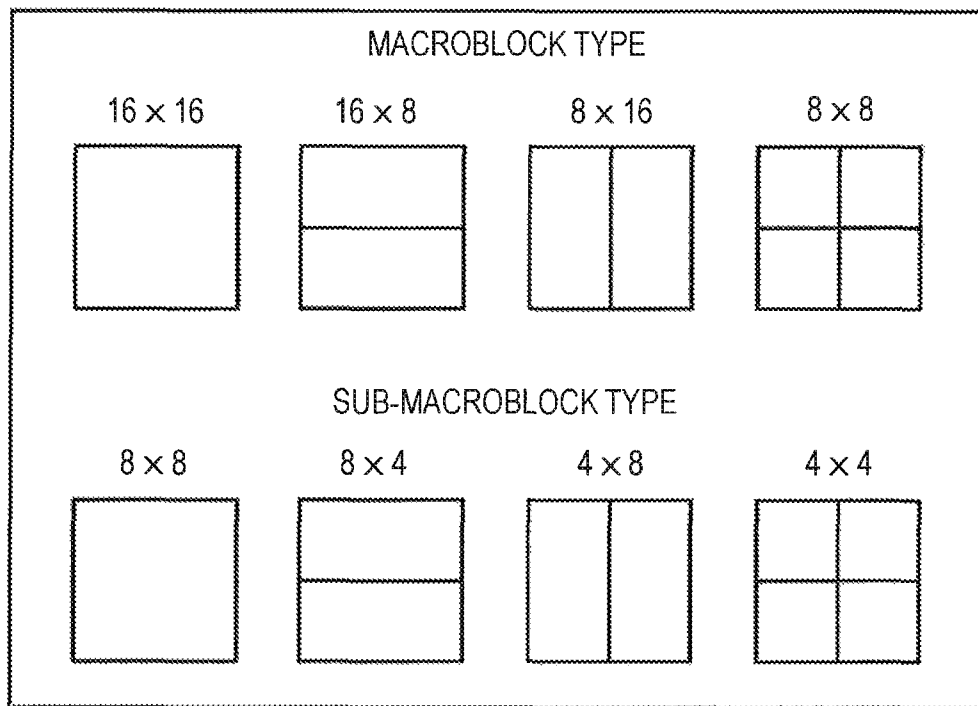 MACROBLOCK TYPE
16 × 16 16 × 8 8 × 16 8 × 8
SUB-MACROBLOCK TYPE
8 × 8 8 × 4 4 × 8 4 × 4